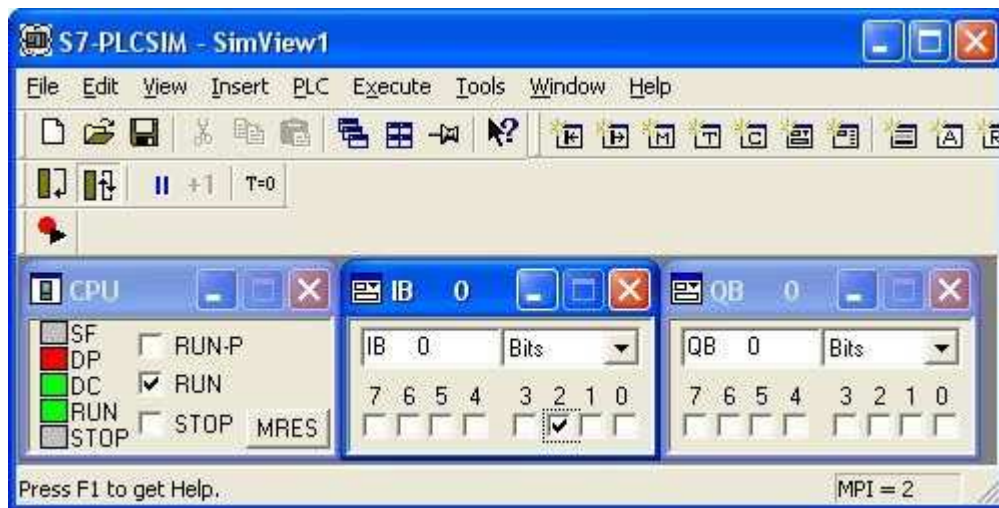 S7-PLCSIM - SimView1
File Edit View Insert PLC Execute Tools Window Help
+1 T=0
CPU
SF
DP
DC
RUN
STOP
RUN-P
RUN
STOP MRES
IB 0
IB 0 Bits
7 6 5 4 3 2 1 0
QB 0
QB 0 Bits
7 6 5 4 3 2 1 0
Press F1 to get Help. MPI = 2